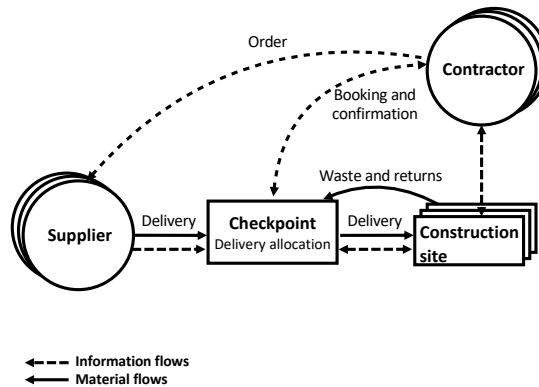 Order
Contractor
Booking and
confirmation
Waste and returns
Supplier
Delivery
Checkpoint
Delivery allocation
Delivery
Construction
site
Information flows
Material flows